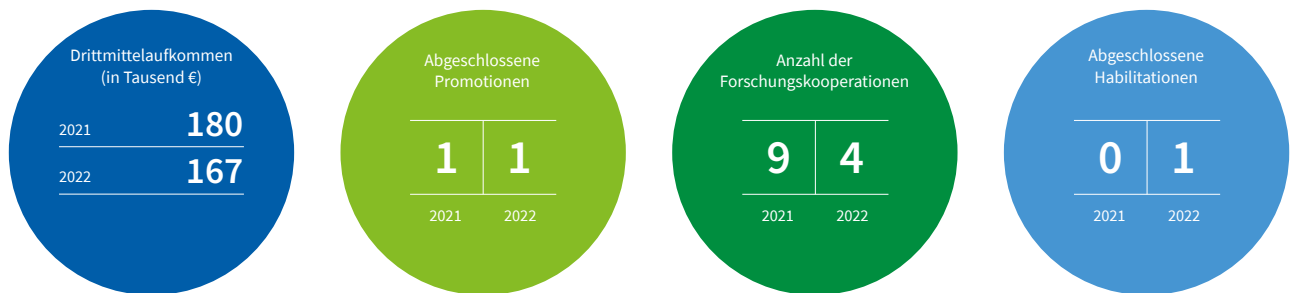 Drittmittelaufkommen
(in Tausend €)
2021 180
2022 167
Abgeschlossene
Promotionen
1 1
2021 2022
Anzahl der
Forschungskooperationen
9 4
2021 2022
Abgeschlossene
Habilitationen
0 1
2021 2022